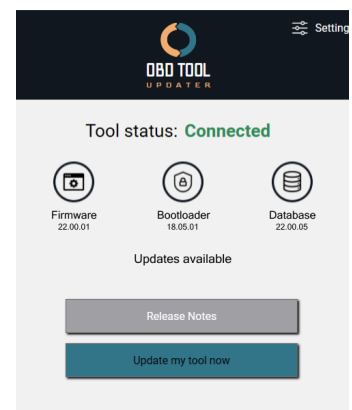 Setting
OBD TOOL
UPDATER
Tool status: Connected
Firmware
22.00.01
Bootloader
18.05.01
Database
22.00.05
Updates available
Release Notes
Update my tool now